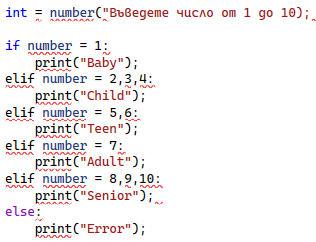 int = number("Въведете число от 1 до 10);
if number = 1:
print("Baby");
elif number = 2,3,4:
print("Child");
elif number = 5,6:
print("Teen");
elif number = 7:
print("Adult");
elif number = 8,9,10:
print("Senior");
else:
print("Error");